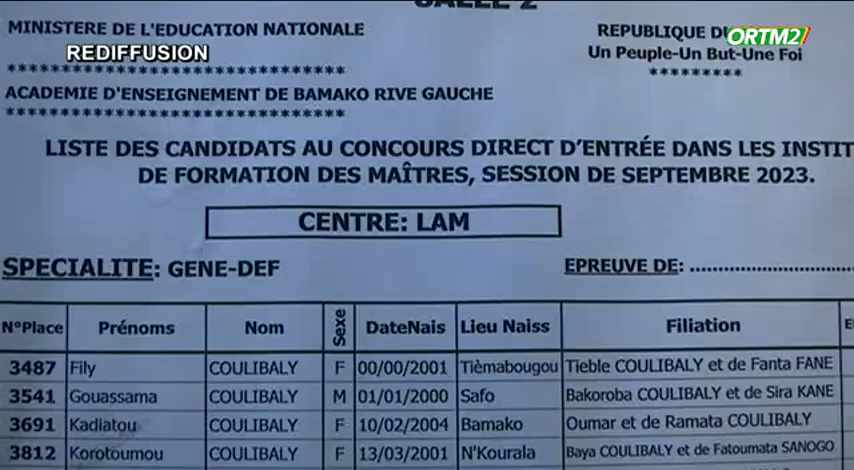 SALLE 2
MINISTERE DE L'EDUCATION NATIONALE
REPUBLIQUE DU
ORTM2
REDIFFUSION
Un Peuple-Un But-Une Foi
*********
ACADEMIE D'ENSEIGNEMENT DE BAMAKO RIVE GAUCHE
LISTE DES CANDIDATS AU CONCOURS DIRECT D'ENTRÉE DANS LES INSTIT
DE FORMATION DES MAÎTRES, SESSION DE SEPTEMBRE 2023.
CENTRE: LAM
SPECIALITE: GENE-DEF
EPREUVE DE: ........................
N°Place Prénoms Nom Sexe DateNais Lieu Naiss Filiation
3487 Fily COULIBALY F 00/00/2001 Tièmabougou Tieble COULIBALY et de Fanta FANE
3541 Gouassama COULIBALY M 01/01/2000 Safo Bakoroba COULIBALY et de Sira KANE
3691 Kadiatou COULIBALY F 10/02/2004 Bamako Oumar et de Ramata COULIBALY
3812 Korotoumou COULIBALY F 13/03/2001 N'Kourala Baya COULIBALY et de Fatoumata SANOGO